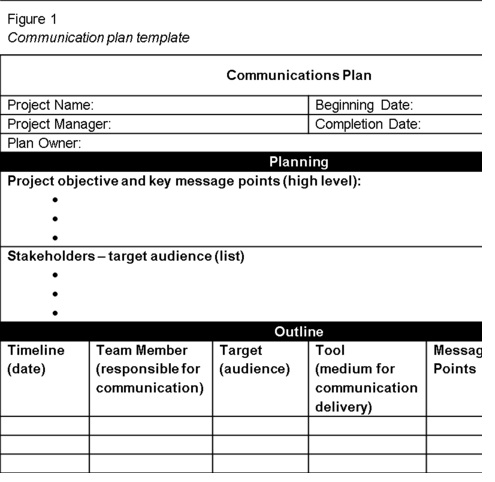 Figure 1
Communication plan template
Communications Plan
Project Name:
Beginning Date:
Project Manager:
Completion Date:
Plan Owner:
Planning
Project objective and key message points (high level):
•
•
•
Stakeholders – target audience (list)
•
•
•
Outline
Timeline
(date)
Team Member
(responsible for
communication)
Target
(audience)
Tool
(medium for
communication
delivery)
Messag
Points